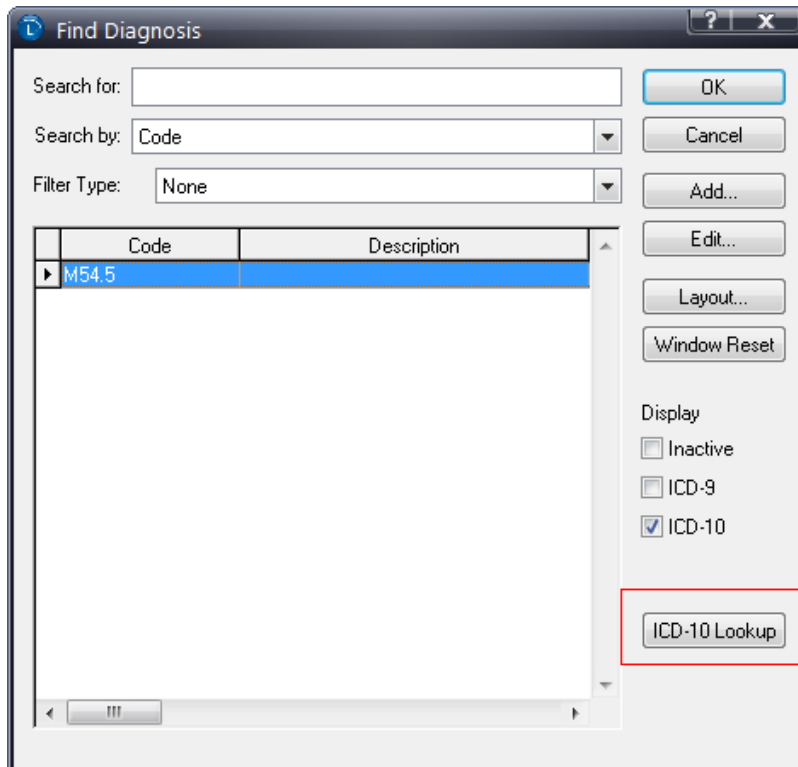 Find Diagnosis
Search for:
OK
Search by: Code
Cancel
Filter Type: None
Add...
Code Description
Edit...
M54.5
Layout...
Window Reset
Display
Inactive
ICD-9
ICD-10
ICD-10 Lookup